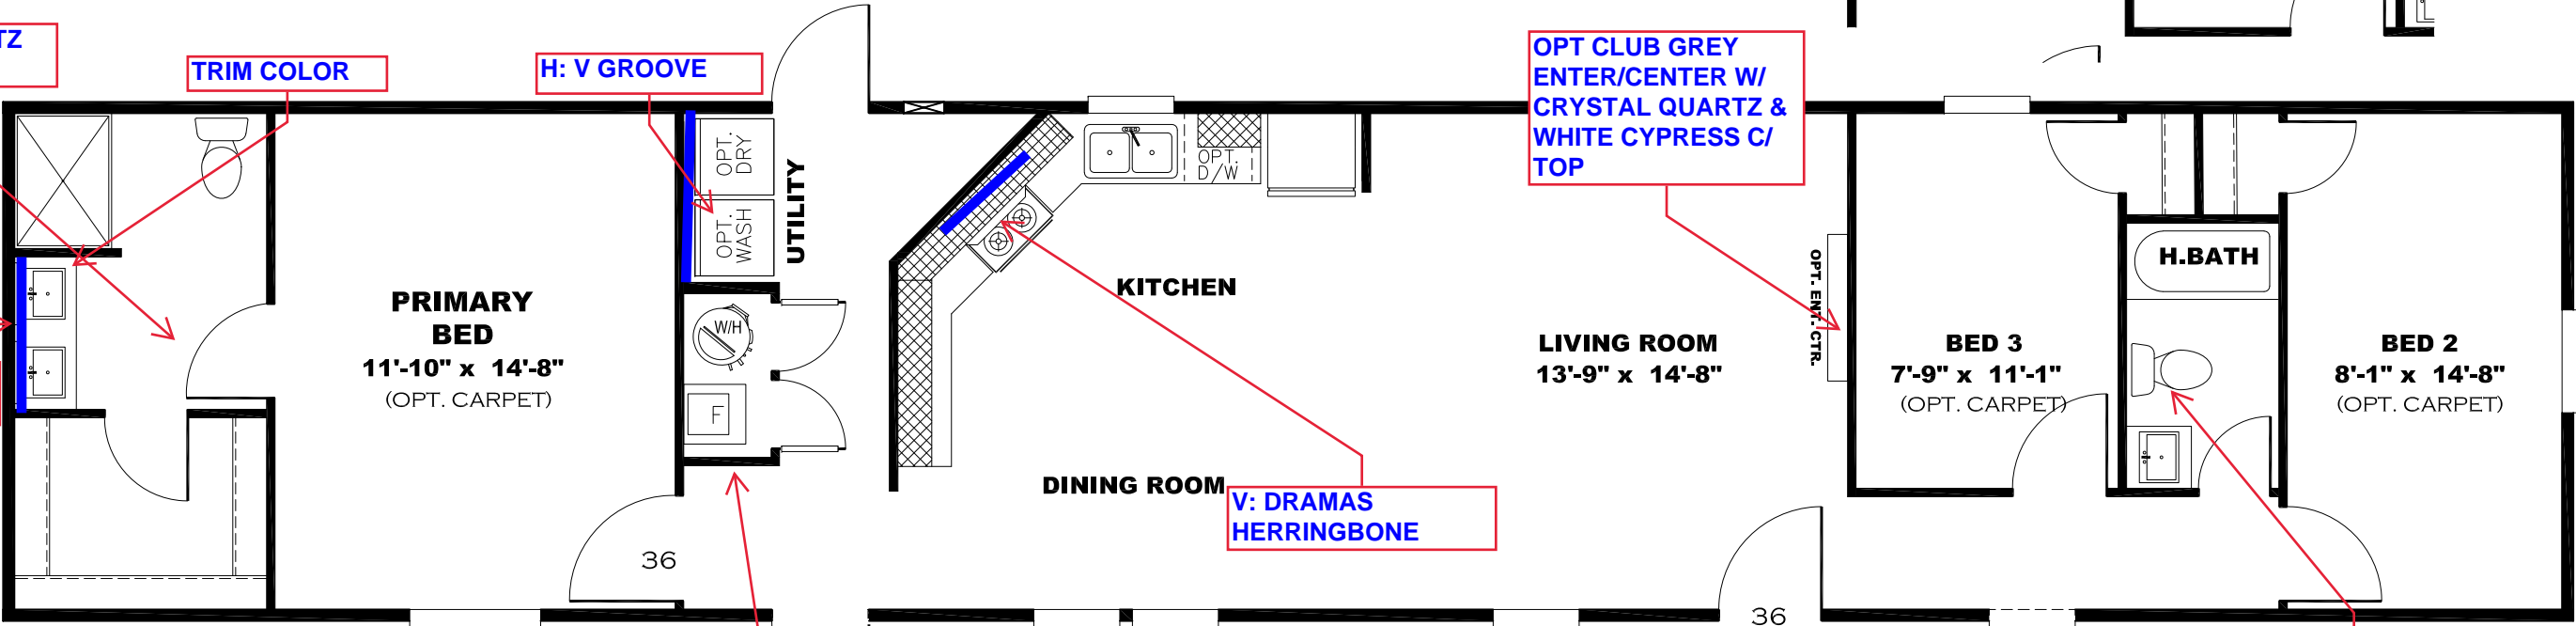 TZ
TRIM COLOR
H: V GROOVE
OPT CLUB GREY
ENTER/CENTER W/
CRYSTAL QUARTZ &
WHITE CYPRESS C/
TOP
OPT.
DRY
OPT.
WASH
UTILITY
OPT.
D/W
W/H
F
PRIMARY
BED
11'-10" x 14'-8"
(OPT. CARPET)
36
KITCHEN
DINING ROOM
V: DRAMAS
HERRINGBONE
LIVING ROOM
13'-9" x 14'-8"
OPT. ENT. CTR.
36
BED 3
7'-9" x 11'-1"
(OPT. CARPET)
H.BATH
BED 2
8'-1" x 14'-8"
(OPT. CARPET)